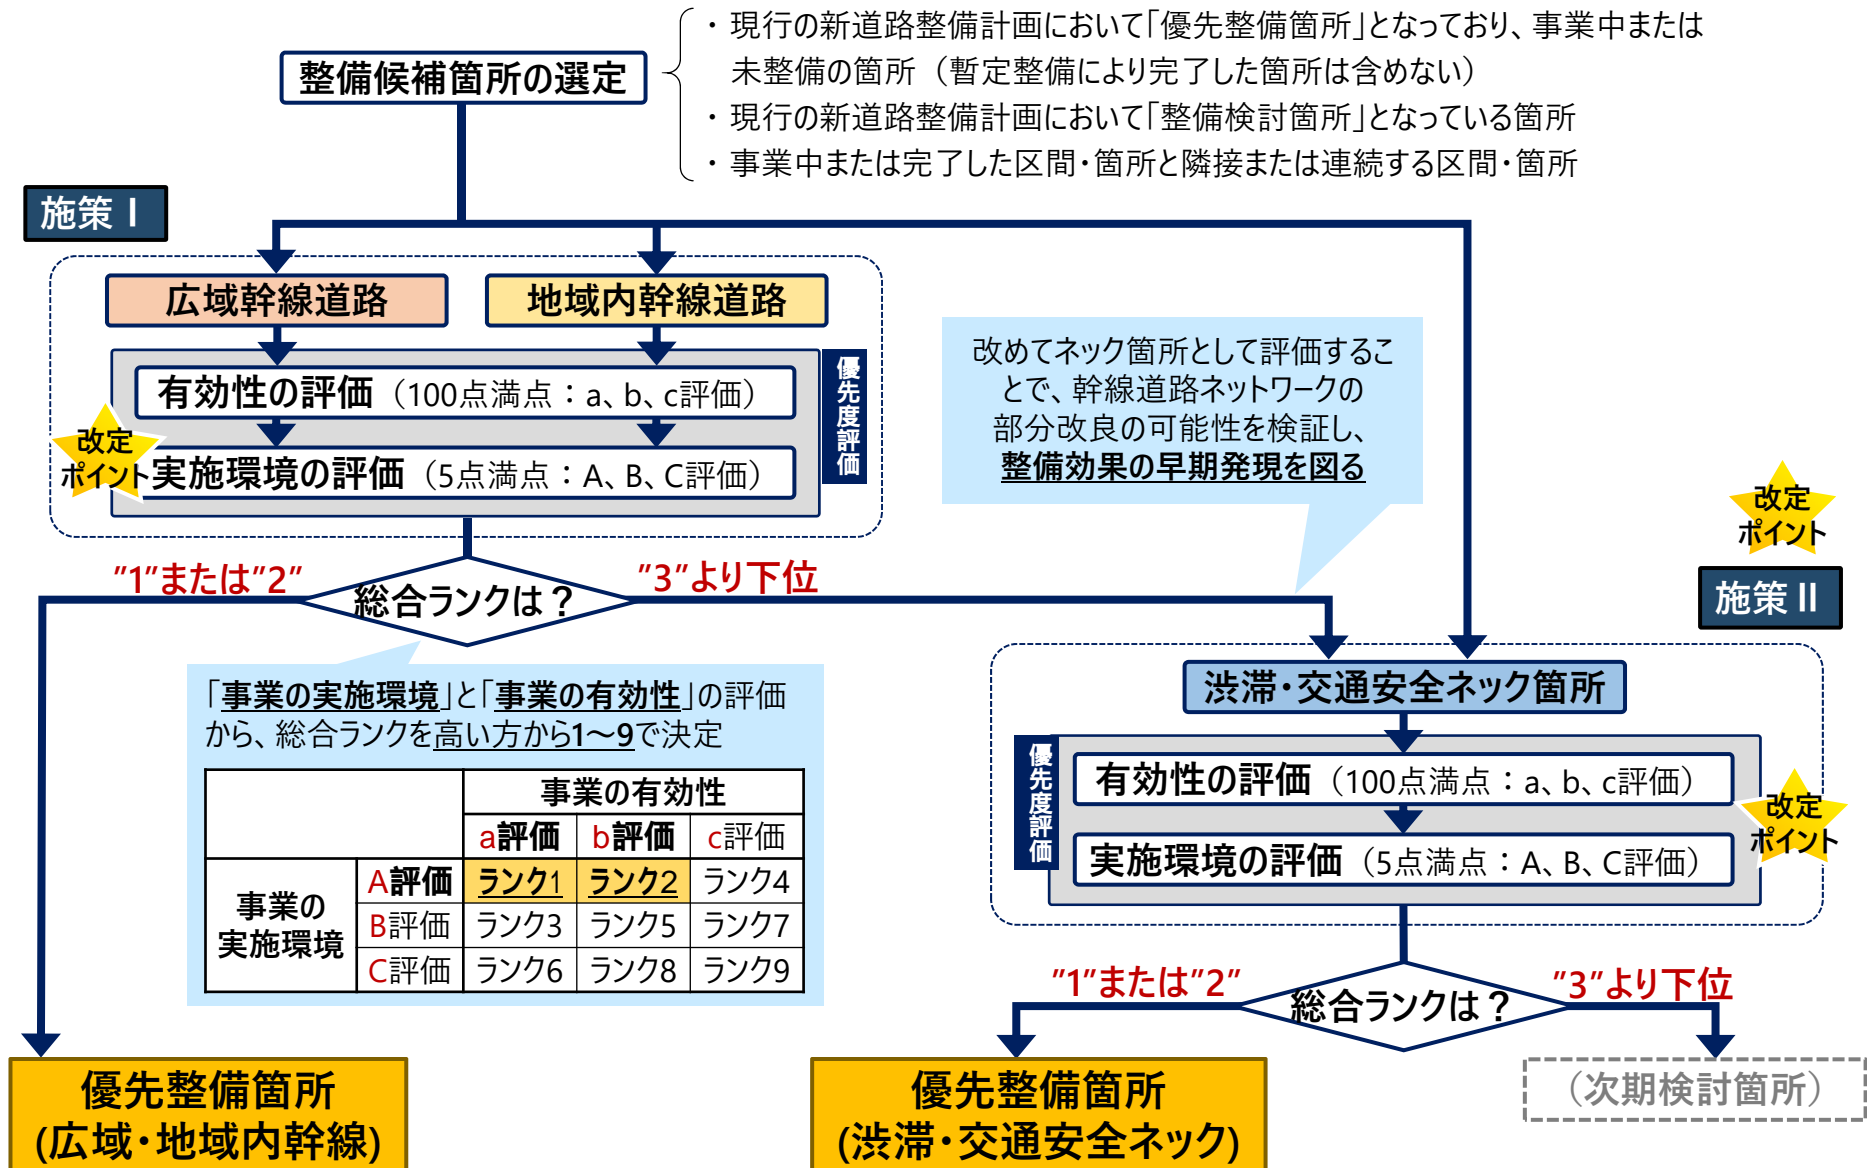 整備候補箇所の選定
・ 現行の新道路整備計画において「優先整備箇所」となっており、事業中または
未整備の箇所（暫定整備により完了した箇所は含めない）
・ 現行の新道路整備計画において「整備検討箇所」となっている箇所
・ 事業中または完了した区間・箇所と隣接または連続する区間・箇所
施策Ⅰ
広域幹線道路
地域内幹線道路
優先度評価
有効性の評価（100点満点：a、b、c評価）
改定
ポイント
実施環境の評価（5点満点：A、B、C評価）
改めてネック箇所として評価するこ
とで、幹線道路ネットワークの
部分改良の可能性を検証し、
整備効果の早期発現を図る
改定
ポイント
施策Ⅱ
”1”または”2”
総合ランクは？
”3”より下位
「事業の実施環境」と「事業の有効性」の評価
から、総合ランクを高い方から1～9で決定
事業の有効性
a評価 b評価 c評価
事業の
実施環境
A評価 ランク1 ランク2 ランク4
B評価 ランク3 ランク5 ランク7
C評価 ランク6 ランク8 ランク9
渋滞・交通安全ネック箇所
優先度評価
有効性の評価（100点満点：a、b、c評価）
実施環境の評価（5点満点：A、B、C評価）
改定
ポイント
”1”または”2”
総合ランクは？
”3”より下位
優先整備箇所
(広域・地域内幹線)
優先整備箇所
(渋滞・交通安全ネック)
（次期検討箇所）